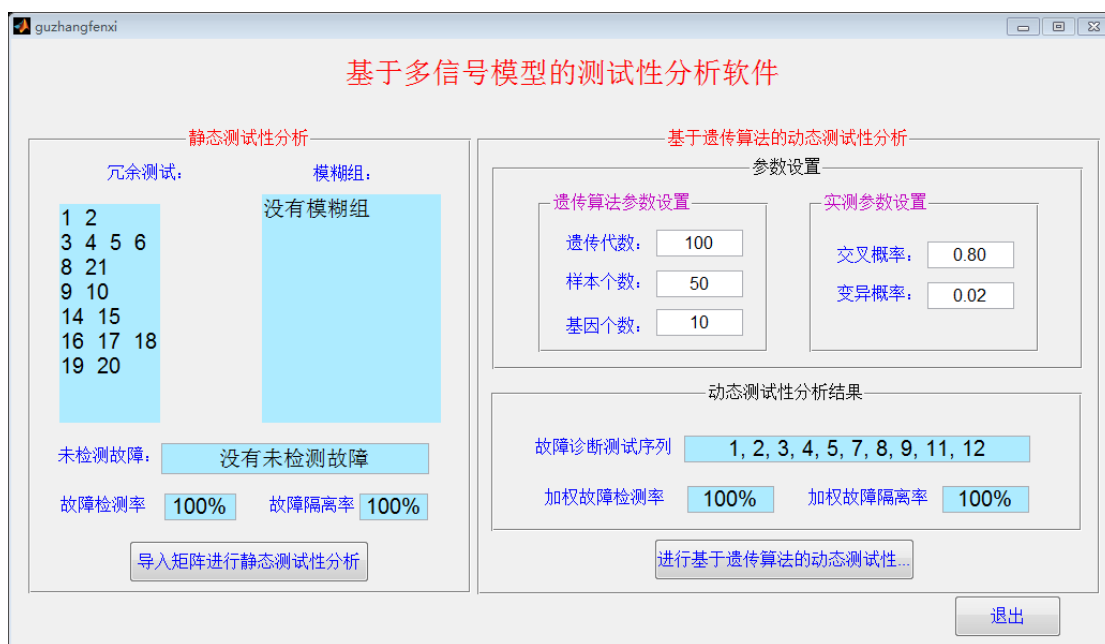 guzhangfenxi
基于多信号模型的测试性分析软件
静态测试性分析
冗余测试：
模糊组：
1 2
3 4 5 6
8 21
9 10
14 15
16 17 18
19 20
没有模糊组
未检测故障：
没有未检测故障
故障检测率 100% 故障隔离率 100%
导入矩阵进行静态测试性分析
基于遗传算法的动态测试性分析
参数设置
遗传算法参数设置
遗传代数： 100
样本个数： 50
基因个数： 10
实测参数设置
交叉概率： 0.80
变异概率： 0.02
动态测试性分析结果
故障诊断测试序列 1, 2, 3, 4, 5, 7, 8, 9, 11, 12
加权故障检测率 100% 加权故障隔离率 100%
进行基于遗传算法的动态测试性...
退出